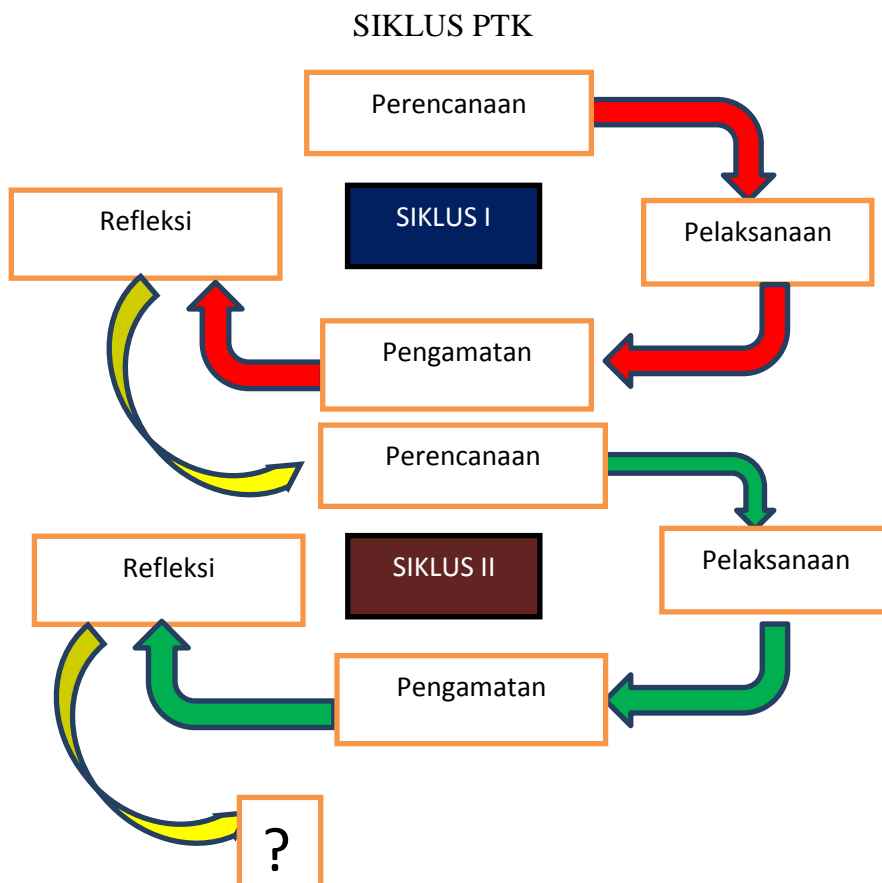 SIKLUS PTK
Perencanaan
Refleksi
SIKLUS I
Pelaksanaan
Pengamatan
Perencanaan
Refleksi
SIKLUS II
Pelaksanaan
Pengamatan
?